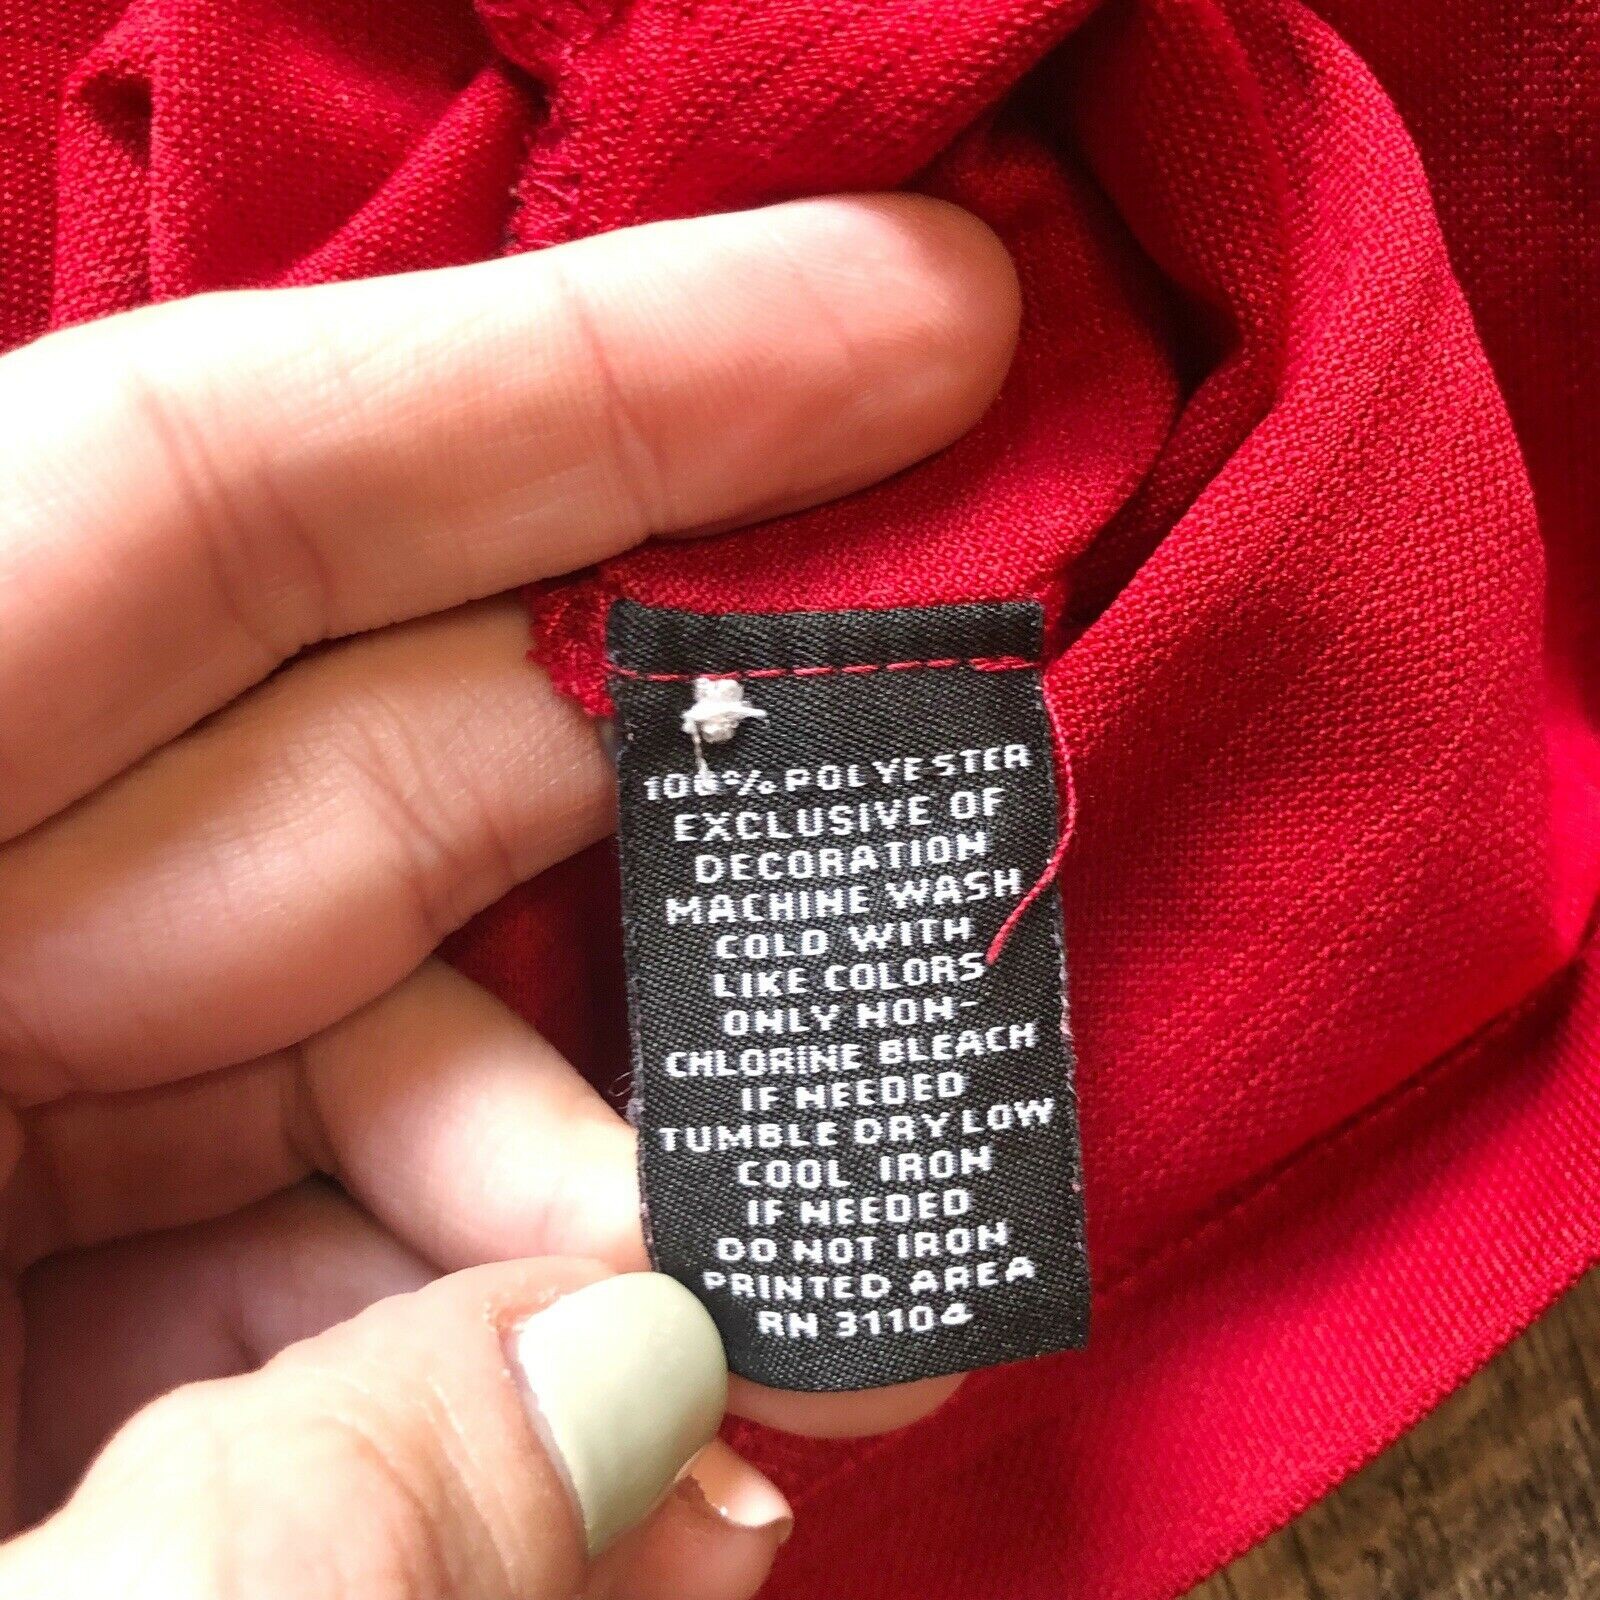 100% POLYESTER
EXCLUSIVE OF
DECORATION
MACHINE WASH
COLD WITH
LIKE COLORS
ONLY NON-
CHLORINE BLEACH
IF NEEDED
TUMBLE DRY LOW
COOL IRON
IF NEEDED
DO NOT IRON
PRINTED AREA
RN 31104